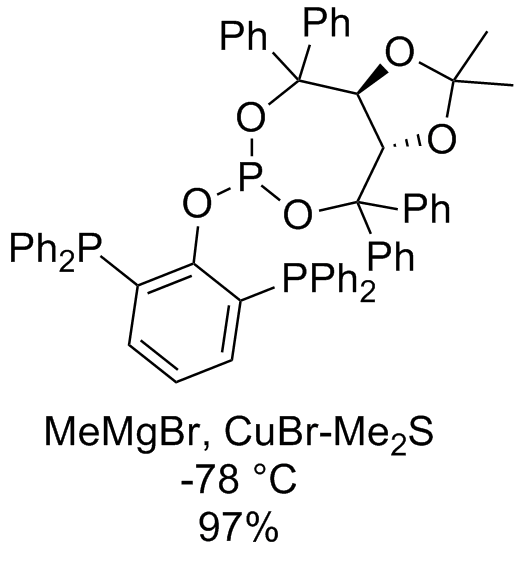 Ph Ph
O
O
P
O
O
O
Ph
Ph
Ph₂P
PPh₂
MeMgBr, CuBr-Me₂S
-78 °C
97%